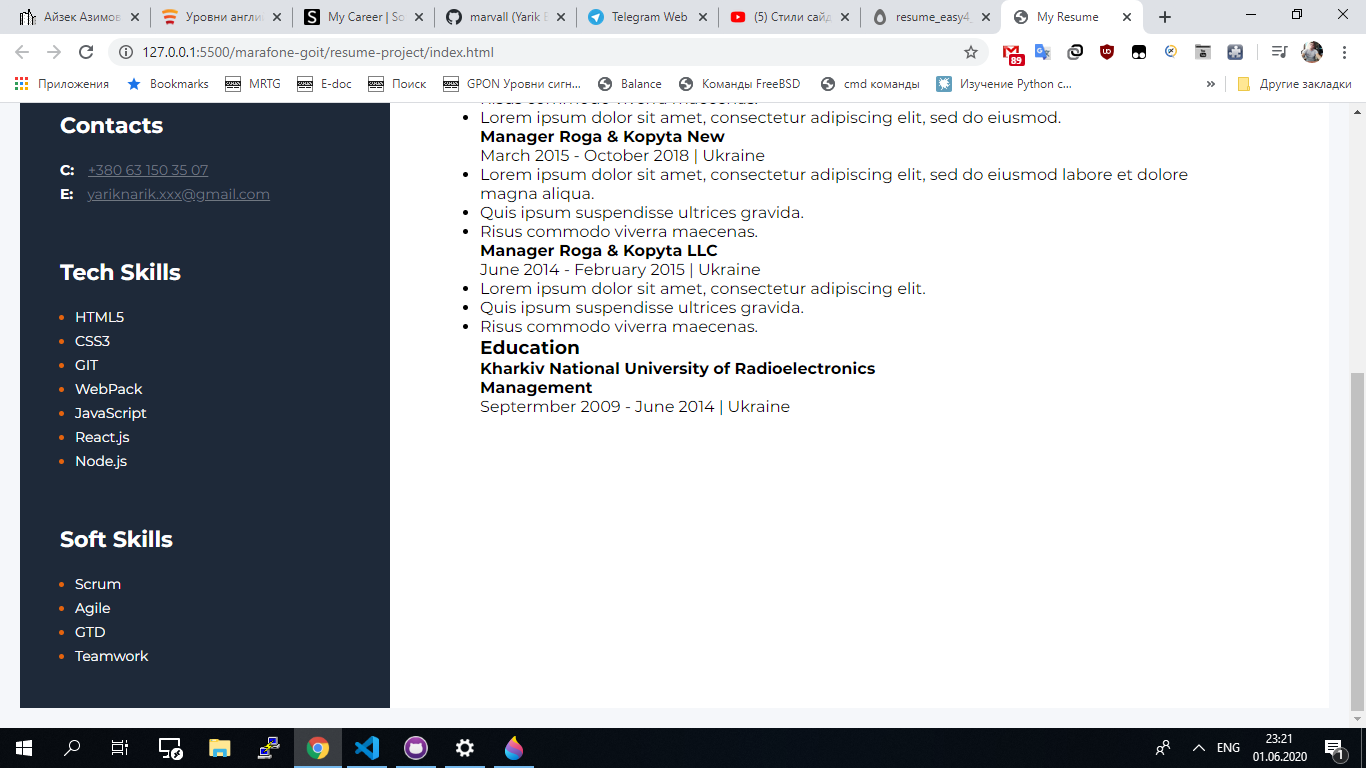 Айзек Азимов
Уровни англи
My Career | So
marvall (Yarik B
Telegram Web
(5) Стили сайд
resume_easy4_
My Resume
127.0.0.1:5500/marafone-goit/resume-project/index.html
89
Приложения
Bookmarks
MRTG
E-doc
Поиск
GPON Уровни сигн...
Balance
Команды FreeBSD
cmd команды
Изучение Python с...
»
Другие закладки
Contacts
C: +380 63 150 35 07
E: yariknarik.xxx@gmail.com
Tech Skills
HTML5
CSS3
GIT
WebPack
JavaScript
React.js
Node.js
Soft Skills
Scrum
Agile
GTD
Teamwork
Risus commodo viverra maecenas.
Lorem ipsum dolor sit amet, consectetur adipiscing elit, sed do eiusmod.
Manager Roga & Kopyta New
March 2015 - October 2018 | Ukraine
Lorem ipsum dolor sit amet, consectetur adipiscing elit, sed do eiusmod labore et dolore
magna aliqua.
Quis ipsum suspendisse ultrices gravida.
Risus commodo viverra maecenas.
Manager Roga & Kopyta LLC
June 2014 - February 2015 | Ukraine
Lorem ipsum dolor sit amet, consectetur adipiscing elit.
Quis ipsum suspendisse ultrices gravida.
Risus commodo viverra maecenas.
Education
Kharkiv National University of Radioelectronics
Management
Septermber 2009 - June 2014 | Ukraine
ENG
23:21
01.06.2020
1